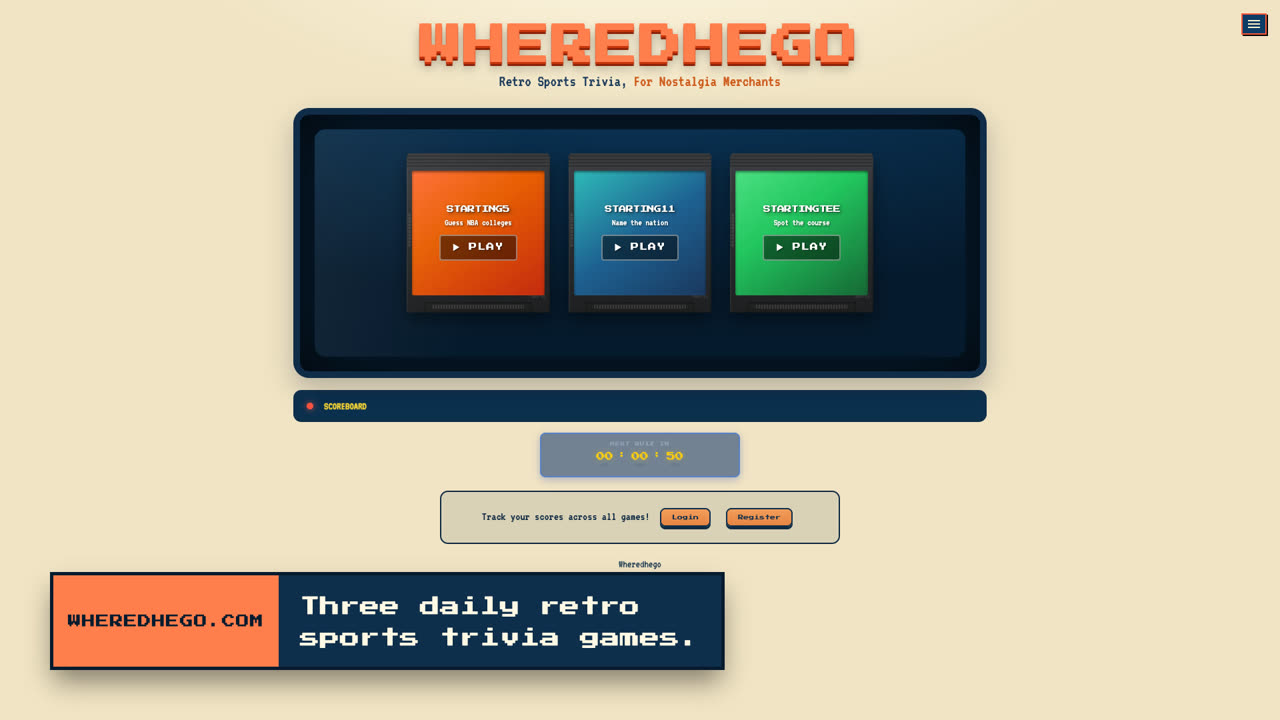 WHEREDHEGO
Retro Sports Trivia, For Nostalgia Merchants
STARTING5
Guess NBA colleges
PLAY
STARTING11
Name the nation
PLAY
STARTINGTEE
Spot the course
PLAY
SCOREBOARD
NEXT QUIZ IN
00 : 00 : 50
Track your scores across all games!
Login
Register
Wheredhego
WHEREDHEGO.COM
Three daily retro
sports trivia games.